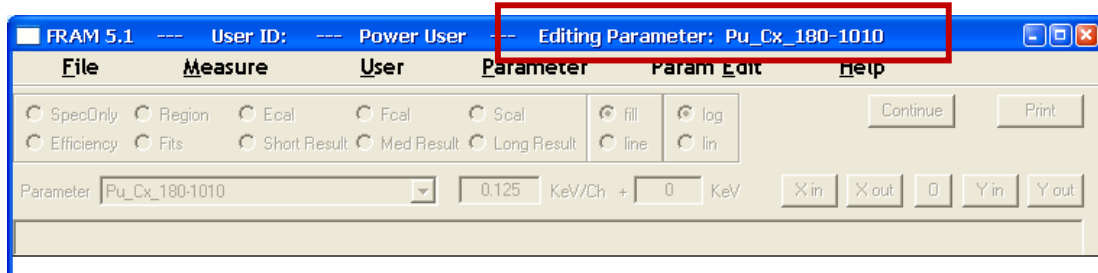 FRAM 5.1 --- User ID: --- Power User --- Editing Parameter: Pu_Cx_180-1010
File Measure User Parameter Param Edit Help
SpecOnly Region Ecal Fcal Scal fill log Continue Print
Efficiency Fits Short Result Med Result Long Result line lin
Parameter Pu_Cx_180-1010 0.125 KeV/Ch + 0 KeV X in X out O Y in Y out